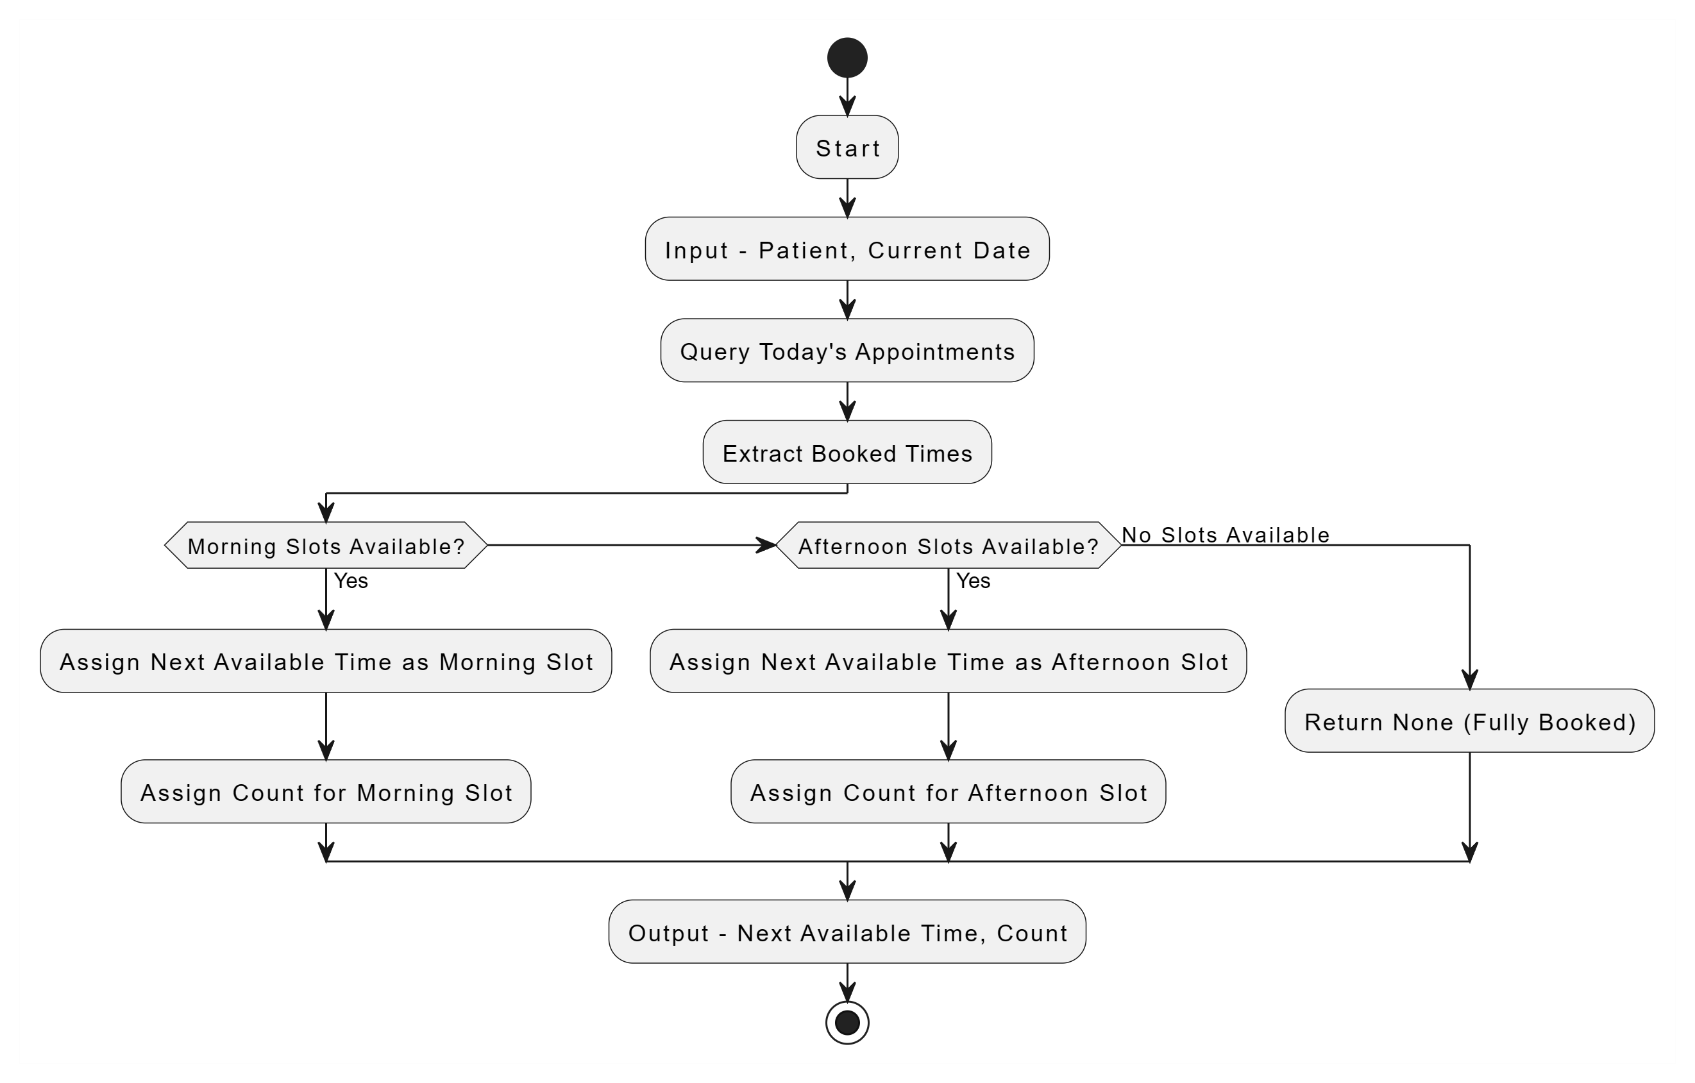 Start
Input - Patient, Current Date
Query Today's Appointments
Extract Booked Times
Morning Slots Available?
Afternoon Slots Available?
No Slots Available
Yes
Yes
Assign Next Available Time as Morning Slot
Assign Next Available Time as Afternoon Slot
Return None (Fully Booked)
Assign Count for Morning Slot
Assign Count for Afternoon Slot
Output - Next Available Time, Count